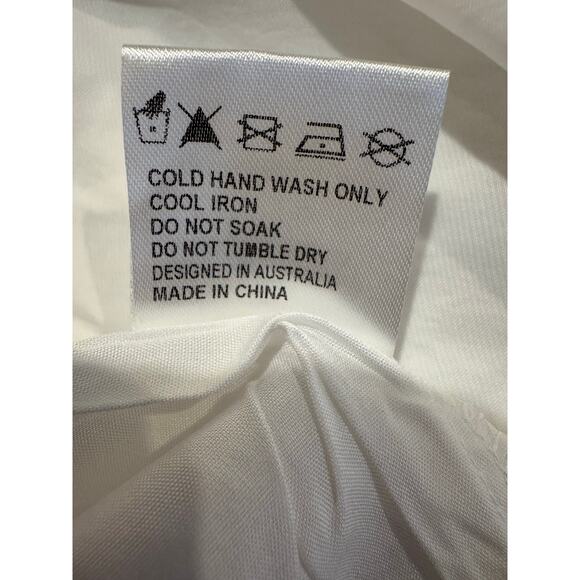 COLD HAND WASH ONLY
COOL IRON
DO NOT SOAK
DO NOT TUMBLE DRY
DESIGNED IN AUSTRALIA
MADE IN CHINA